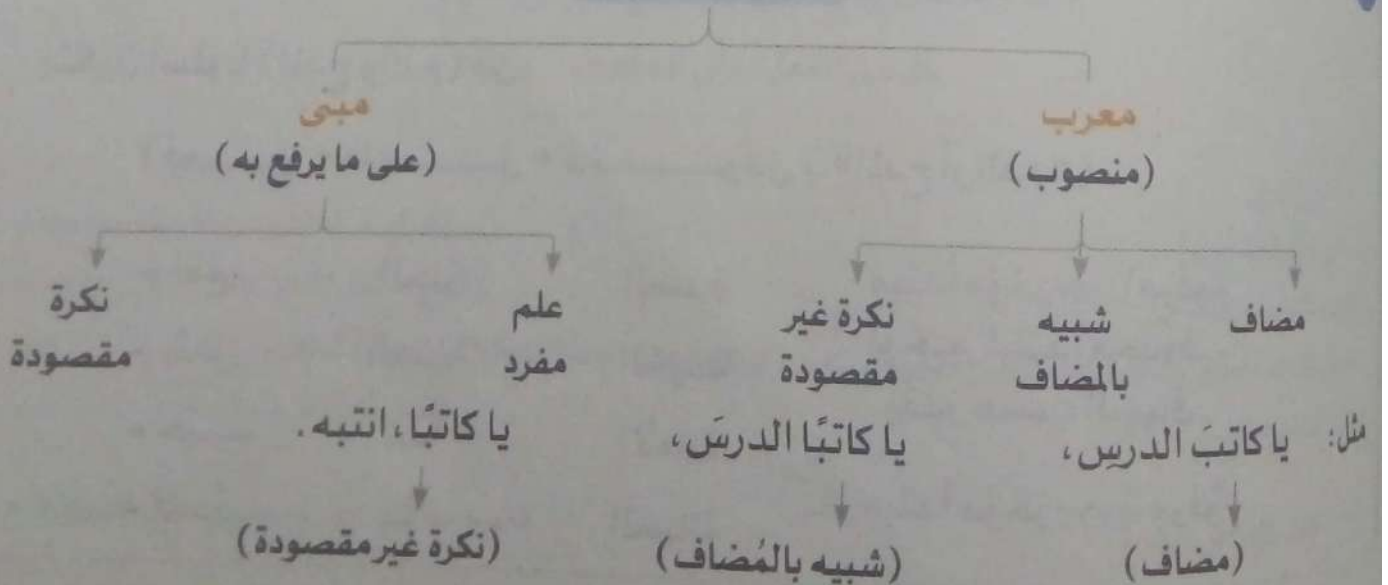 معرب
(منصوب)
مبنى
(على ما يرفع به)
مضاف
شبيه
بالمضاف
نكرة غير
مقصودة
علم
مفرد
نكرة
مقصودة
مثل: يا كاتبَ الدرسِ، يا كاتبًا الدرسَ، يا كاتبًا، انتبه.
(مضاف) (شبيه بالمُضاف) (نكرة غير مقصودة)